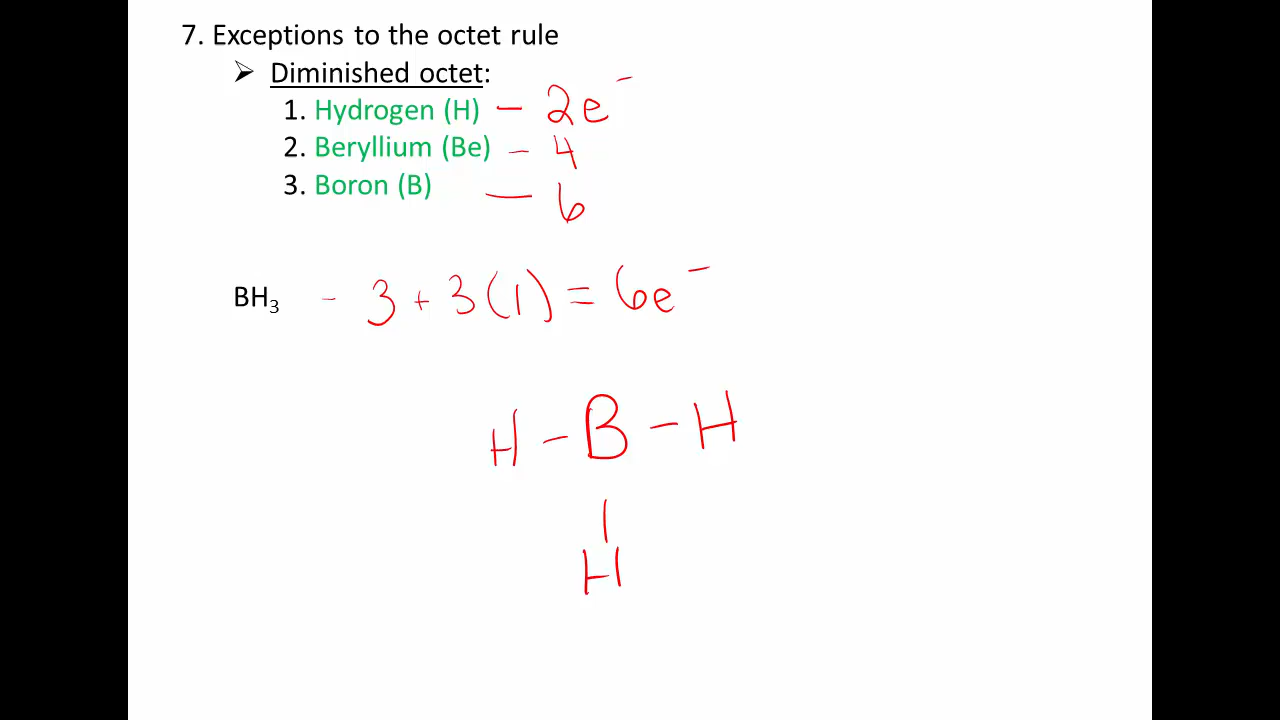 7. Exceptions to the octet rule
➤ Diminished octet:
1. Hydrogen (H) – 2e⁻
2. Beryllium (Be) – 4
3. Boron (B) – 6
BH₃ - 3 + 3(1) = 6e⁻
H – B – H
|
H